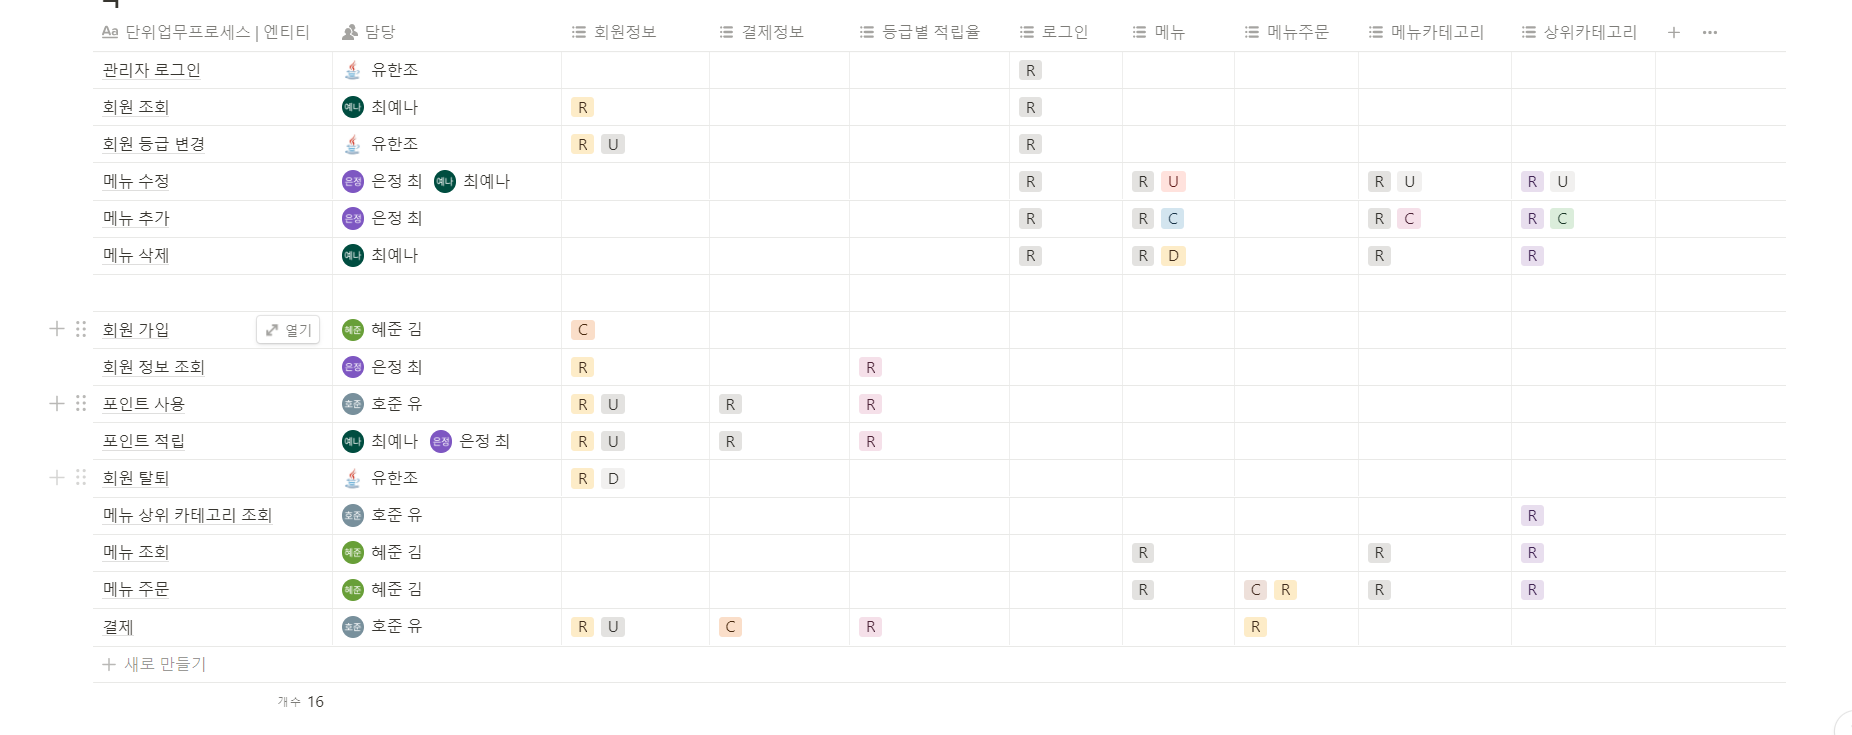 단위업무프로세스 | 엔티티 담당 회원정보 결제정보 등급별 적립율 로그인 메뉴 메뉴주문 메뉴카테고리 상위카테고리
관리자 로그인 유한조 R
회원 조회 예나 최예나 R R
회원 등급 변경 유한조 R U R
메뉴 수정 은정 은정 최 예나 최예나 R R U R U R U
메뉴 추가 은정 은정 최 R R C R C R C
메뉴 삭제 예나 최예나 R R D R R
회원 가입 열기 혜준 혜준 김 C
회원 정보 조회 은정 은정 최 R R
포인트 사용 호준 호준 유 R U R R
포인트 적립 예나 최예나 은정 은정 최 R U R R
회원 탈퇴 유한조 R D
메뉴 상위 카테고리 조회 호준 호준 유 R
메뉴 조회 혜준 혜준 김 R R R
메뉴 주문 혜준 혜준 김 R C R R R
결제 호준 호준 유 R U C R R
새로 만들기
개수 16